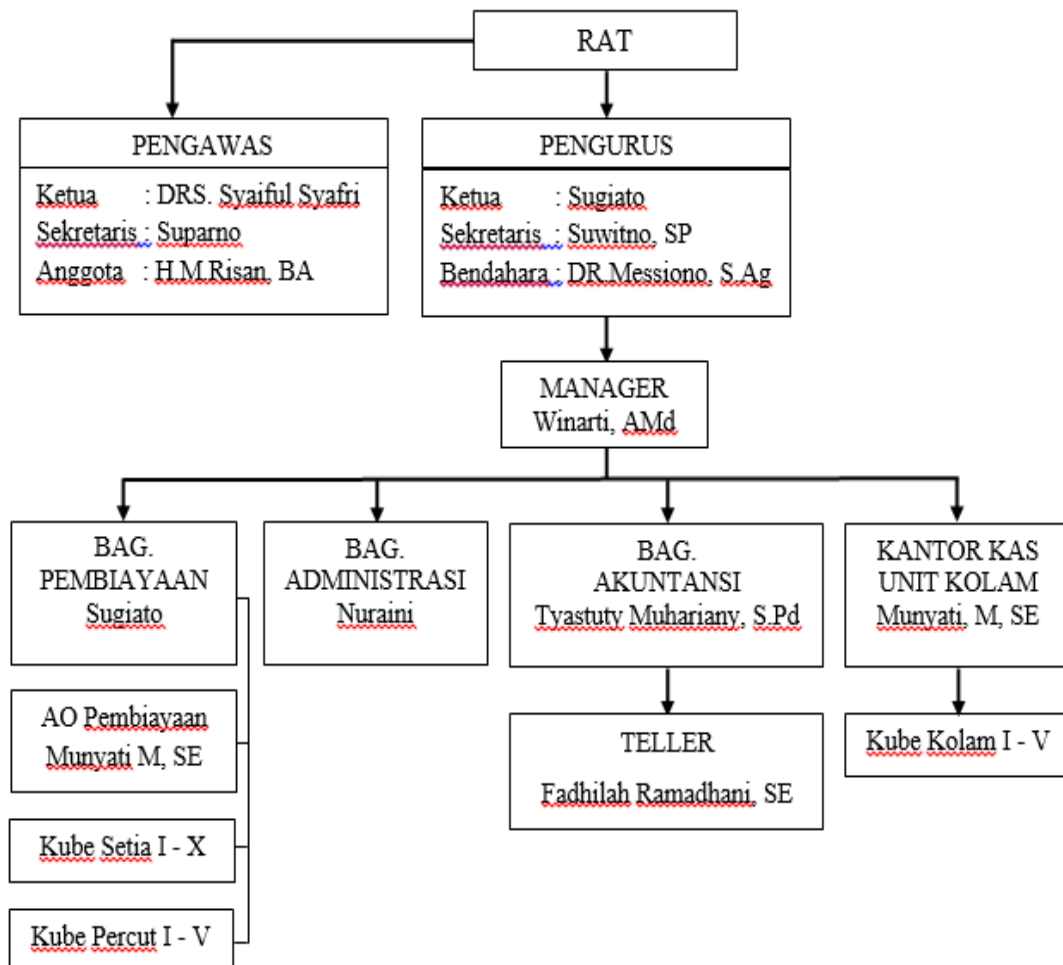 RAT
PENGAWAS
Ketua : DRS. Syaiful Syafri
Sekretaris : Suparno
Anggota : H.M.Risan, BA
PENGURUS
Ketua : Sugiato
Sekretaris : Suwitno, SP
Bendahara : DR.Messiono, S.Ag
MANAGER
Winarti, AMd
BAG.
PEMBIAYAAN
Sugiato
BAG.
ADMINISTRASI
Nuraini
BAG.
AKUNTANSI
Tyastuty Muhariany, S.Pd
KANTOR KAS
UNIT KOLAM
Munyati, M, SE
AO Pembiayaan
Munyati M, SE
TELLER
Fadhilah Ramadhani, SE
Kube Kolam I - V
Kube Setia I - X
Kube Percut I - V